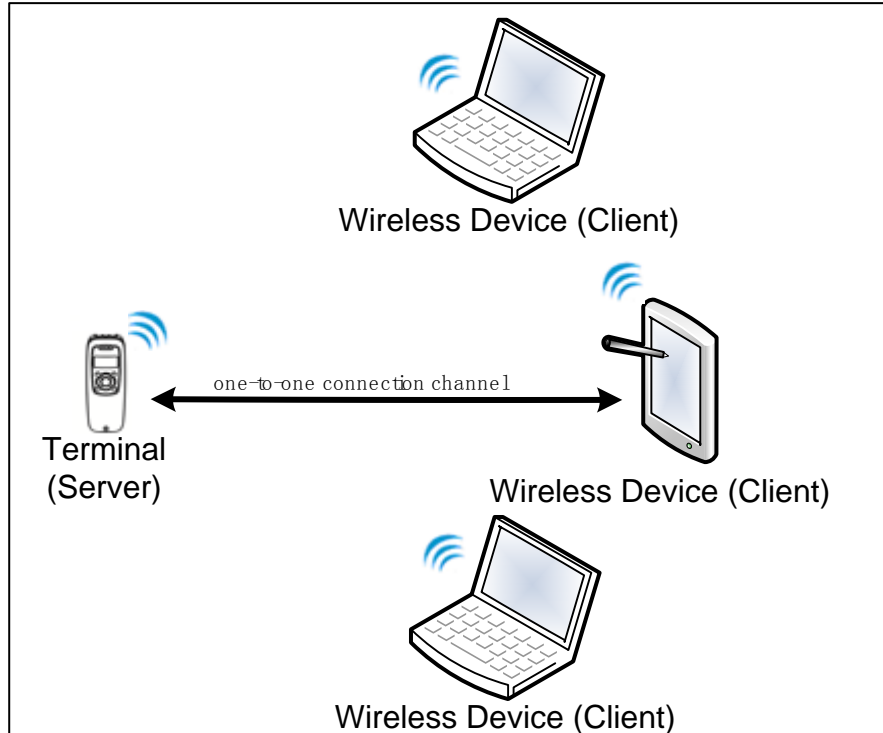 Wireless Device (Client)
one-to-one connection channel
Terminal
(Server)
Wireless Device (Client)
Wireless Device (Client)